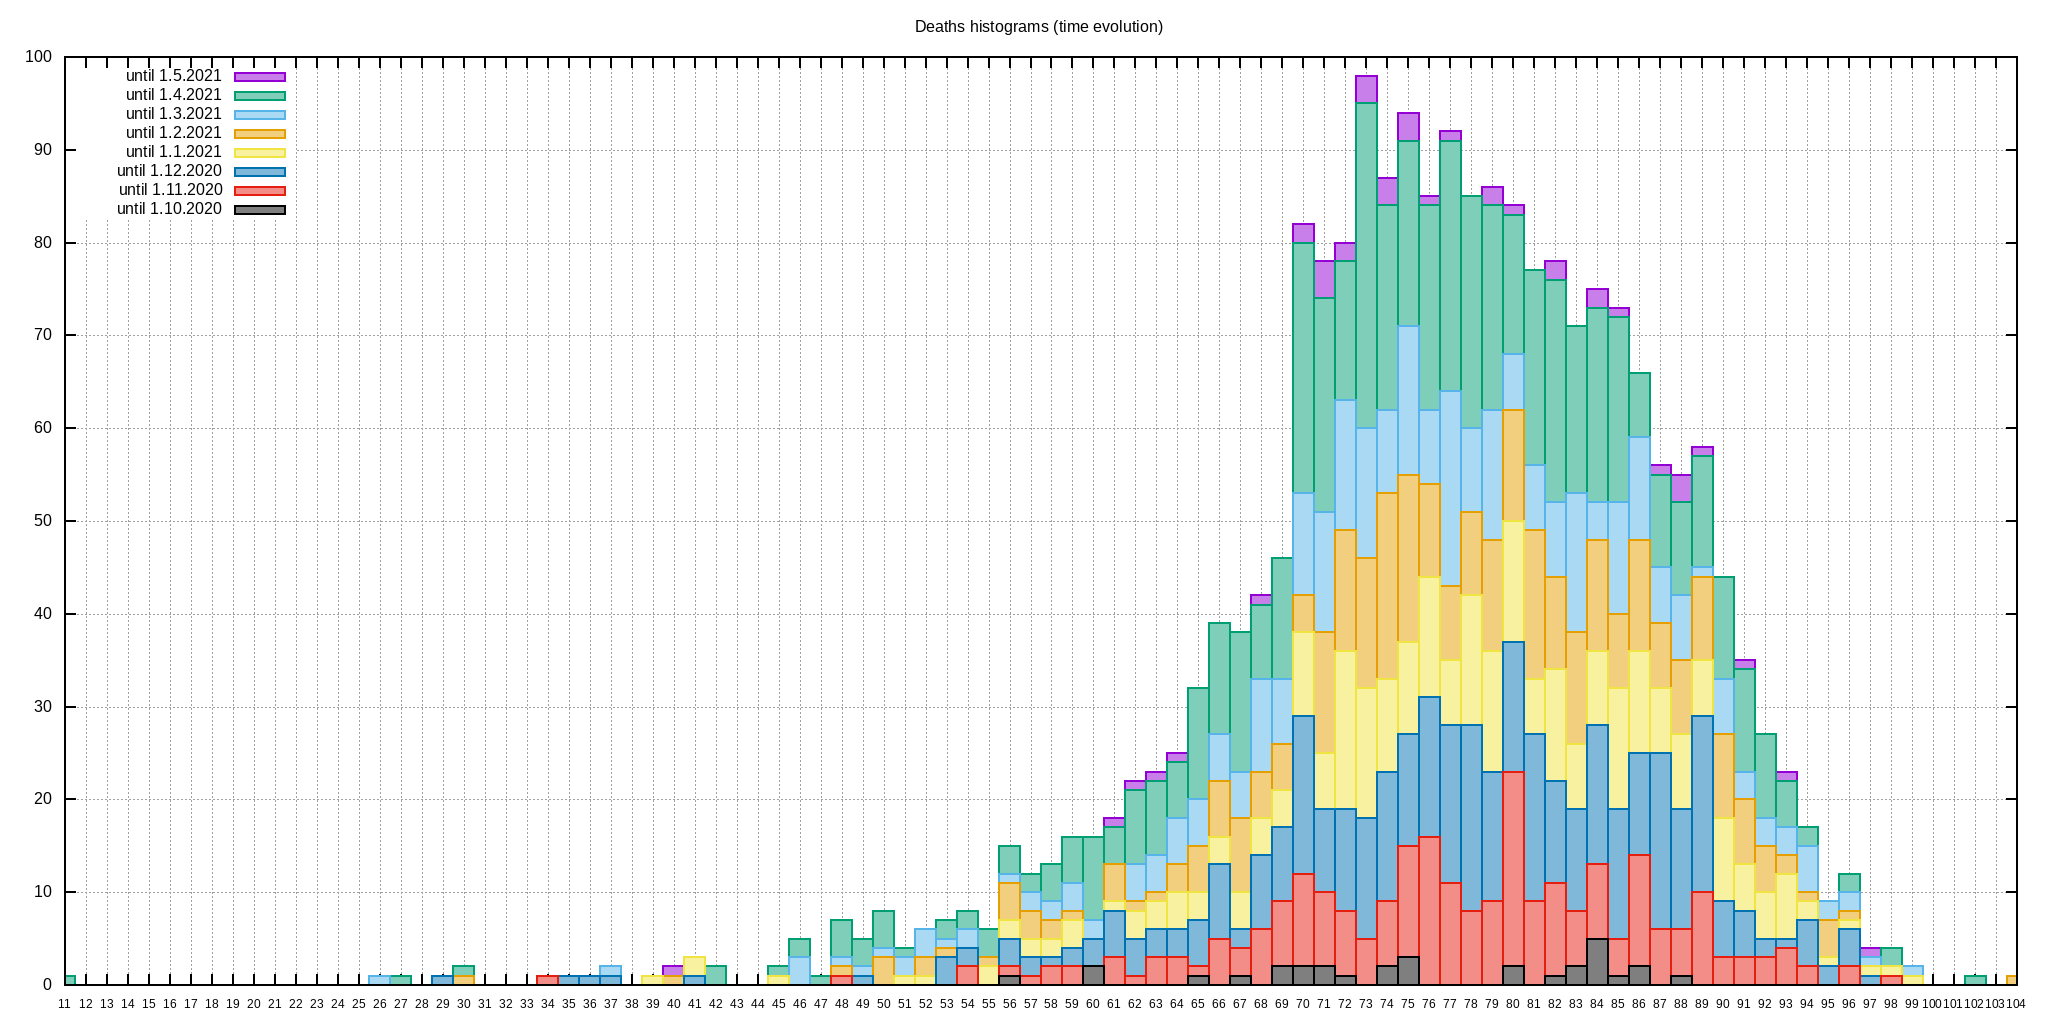 Deaths histograms (time evolution)
100
90
80
70
60
50
40
30
20
10
0
until 1.5.2021
until 1.4.2021
until 1.3.2021
until 1.2.2021
until 1.1.2021
until 1.12.2020
until 1.11.2020
until 1.10.2020
11 12 13 14 15 16 17 18 19 20 21 22 23 24 25 26 27 28 29 30 31 32 33 34 35 36 37 38 39 40 41 42 43 44 45 46 47 48 49 50 51 52 53 54 55 56 57 58 59 60 61 62 63 64 65 66 67 68 69 70 71 72 73 74 75 76 77 78 79 80 81 82 83 84 85 86 87 88 89 90 91 92 93 94 95 96 97 98 99 100 101 102 103 104